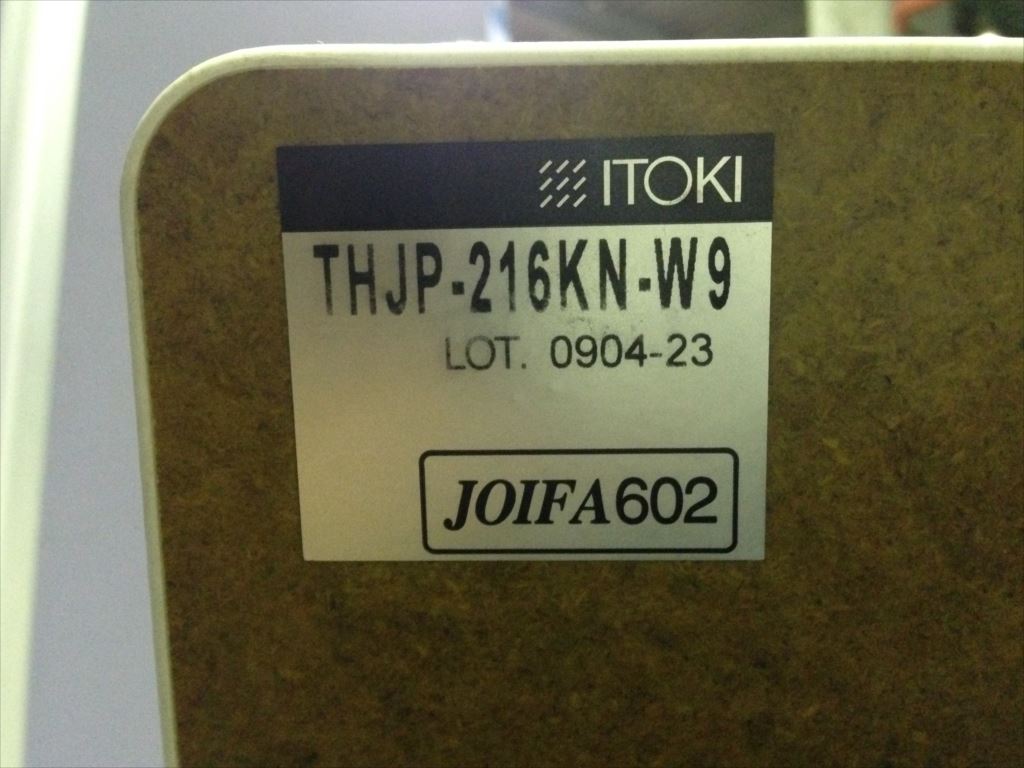 ITOKI
THJP-216KN-W9
LOT. 0904-23
JOIFA602